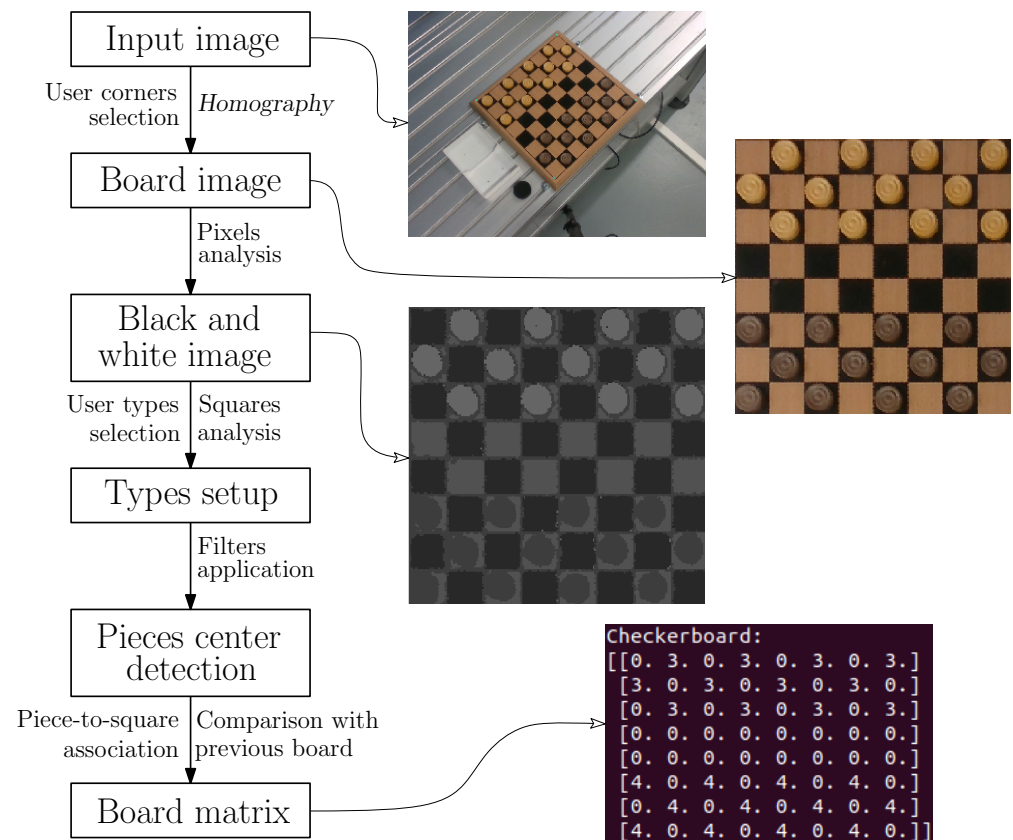 Input image
User corners
selection
Homography
Board image
Pixels
analysis
Black and
white image
User types
selection
Squares
analysis
Types setup
Filters
application
Pieces center
detection
Piece-to-square
association
Comparison with
previous board
Board matrix
Checkerboard:
[[0. 3. 0. 3. 0. 3. 0. 3.]
[3. 0. 3. 0. 3. 0. 3. 0.]
[0. 3. 0. 3. 0. 3. 0. 3.]
[0. 0. 0. 0. 0. 0. 0. 0.]
[0. 0. 0. 0. 0. 0. 0. 0.]
[4. 0. 4. 0. 4. 0. 4. 0.]
[0. 4. 0. 4. 0. 4. 0. 4.]
[4. 0. 4. 0. 4. 0. 4. 0.]]